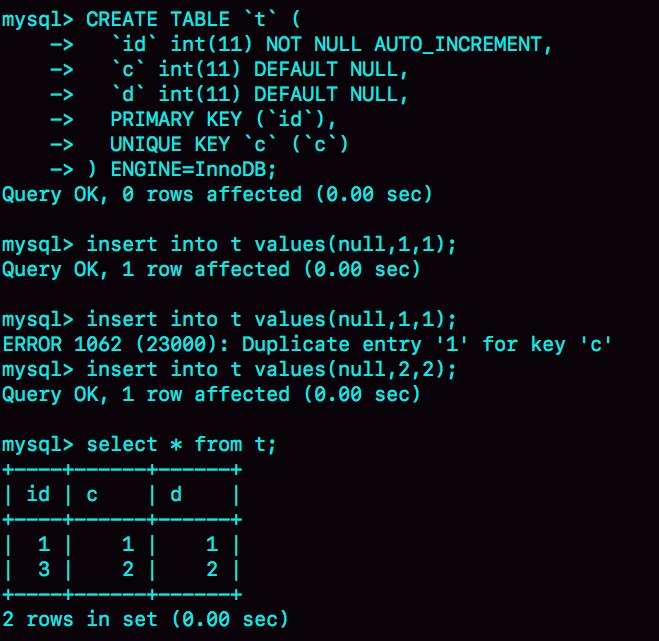 mysql> CREATE TABLE `t` (
    ->   `id` int(11) NOT NULL AUTO_INCREMENT,
    ->   `c` int(11) DEFAULT NULL,
    ->   `d` int(11) DEFAULT NULL,
    ->   PRIMARY KEY (`id`),
    ->   UNIQUE KEY `c` (`c`)
    -> ) ENGINE=InnoDB;
Query OK, 0 rows affected (0.00 sec)

mysql> insert into t values(null,1,1);
Query OK, 1 row affected (0.00 sec)

mysql> insert into t values(null,1,1);
ERROR 1062 (23000): Duplicate entry '1' for key 'c'
mysql> insert into t values(null,2,2);
Query OK, 1 row affected (0.00 sec)

mysql> select * from t;
+----+------+------+
| id | c    | d    |
+----+------+------+
|  1 |    1 |    1 |
|  3 |    2 |    2 |
+----+------+------+
2 rows in set (0.00 sec)